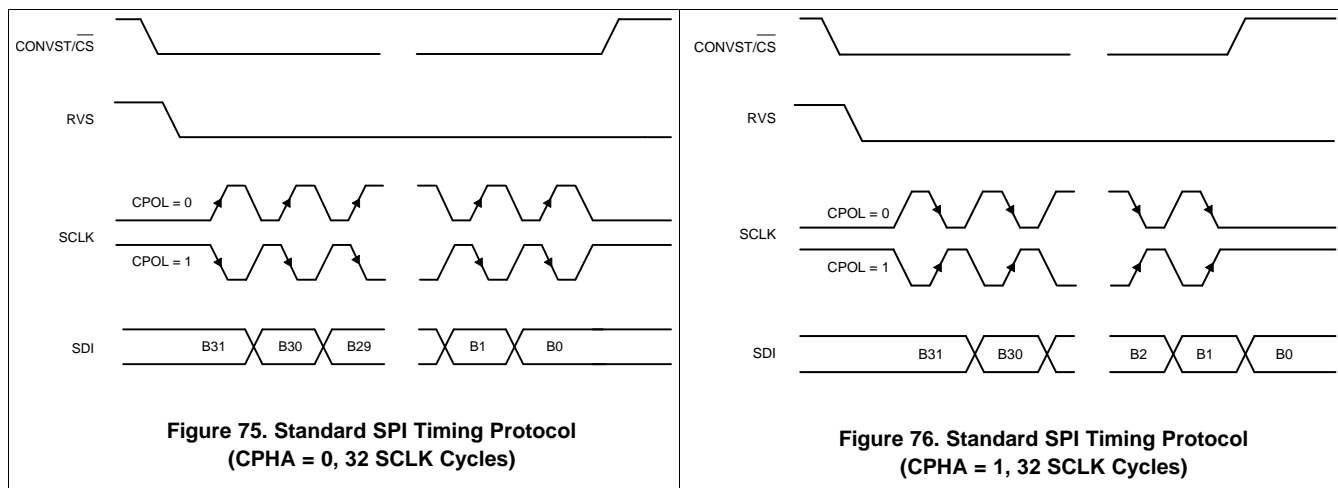 CONVST/CS
RVS
CPOL = 0
SCLK
CPOL = 1
SDI
B31 B30 B29 B1 B0
Figure 75. Standard SPI Timing Protocol
(CPHA = 0, 32 SCLK Cycles)
CONVST/CS
RVS
CPOL = 0
SCLK
CPOL = 1
SDI
B31 B30 B2 B1 B0
Figure 76. Standard SPI Timing Protocol
(CPHA = 1, 32 SCLK Cycles)